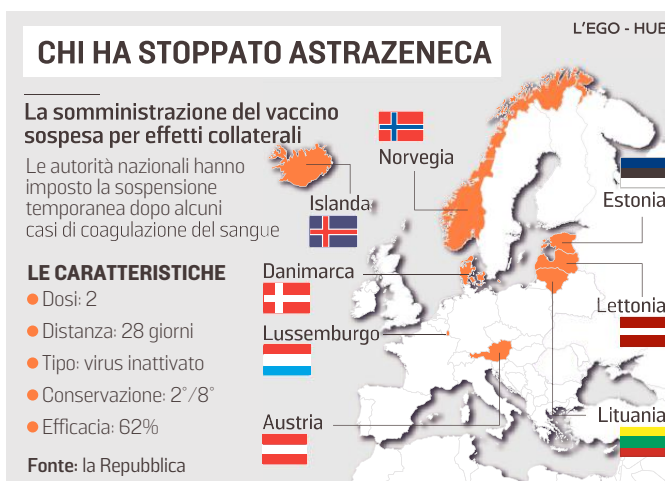 L'EGO - HUB
CHI HA STOPPATO ASTRAZENECA
La somministrazione del vaccino
sospesa per effetti collaterali
Le autorità nazionali hanno
imposto la sospensione
temporanea dopo alcuni
casi di coagulazione del sangue
Norvegia
Islanda
Estonia
LE CARATTERISTICHE
Dosi: 2
Distanza: 28 giorni
Tipo: virus inattivato
Conservazione: 2°/8°
Efficacia: 62%
Fonte: la Repubblica
Danimarca
Lussemburgo
Austria
Lettonia
Lituania